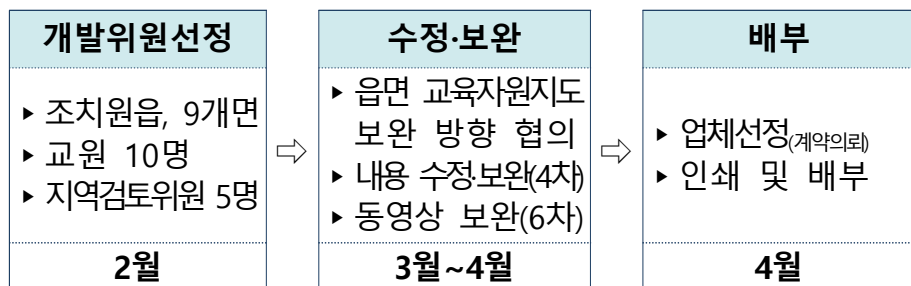 개발위원선정
▸ 조치원읍, 9개면
▸ 교원 10명
▸ 지역검토위원 5명
2월
⇨
수정·보완
▸ 읍면 교육자원지도
보완 방향 협의
▸ 내용 수정·보완(4차)
▸ 동영상 보완(6차)
3월~4월
⇨
배부
▸ 업체선정(계약의뢰)
▸ 인쇄 및 배부
4월